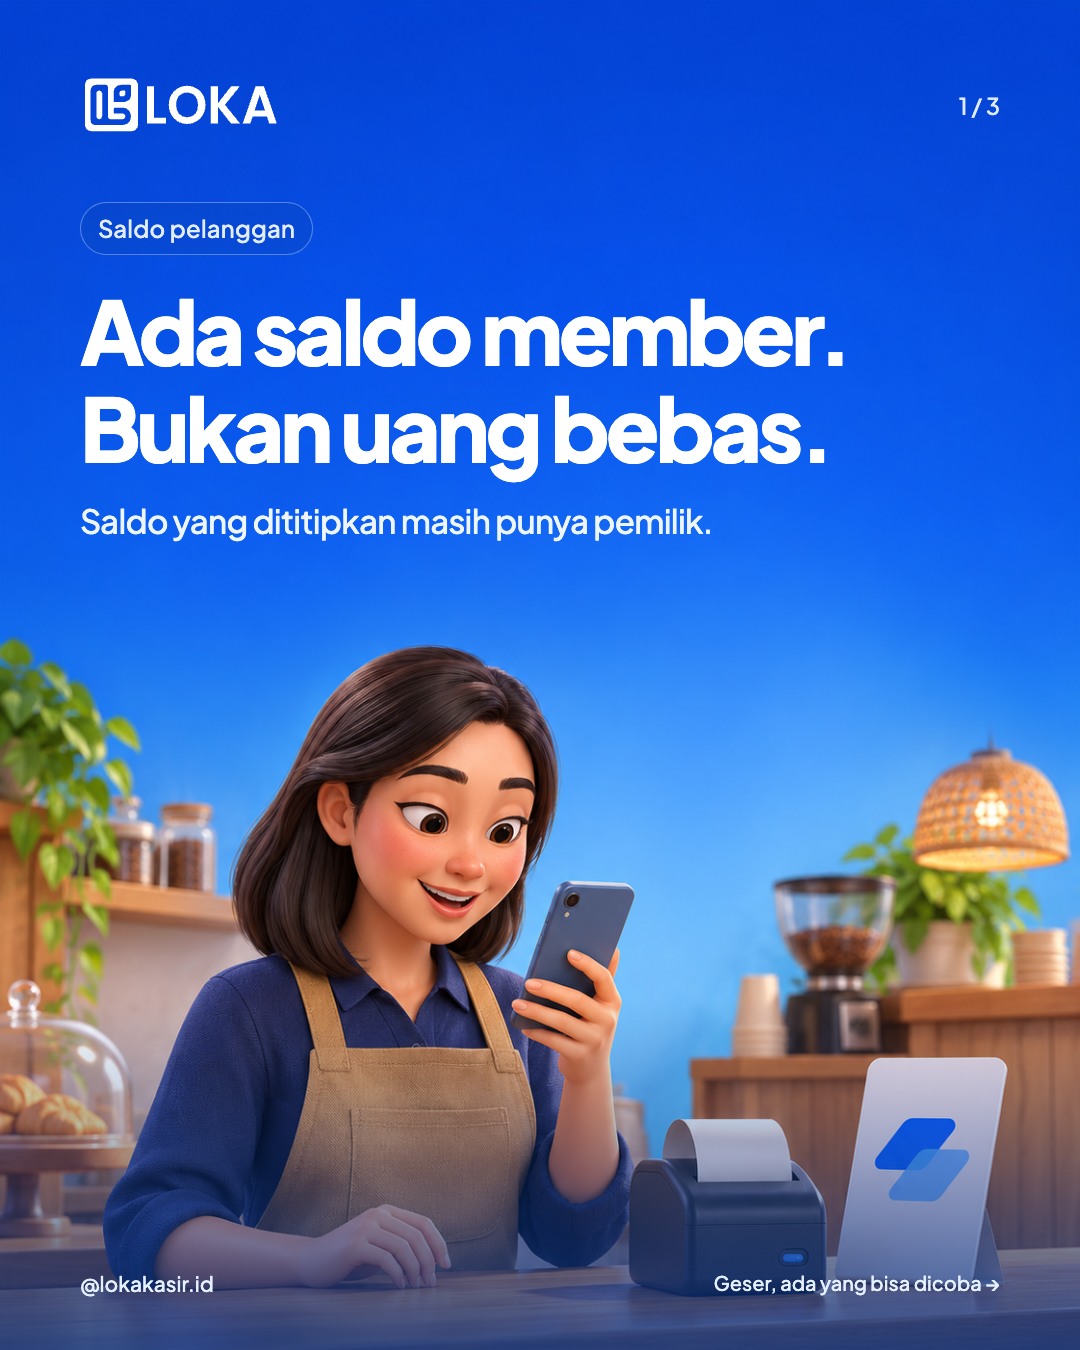 LOKA
1 / 3
Saldo pelanggan
Ada saldo member.
Bukan uang bebas.
Saldo yang dititipkan masih punya pemilik.
@lokakasir.id
Geser, ada yang bisa dicoba →